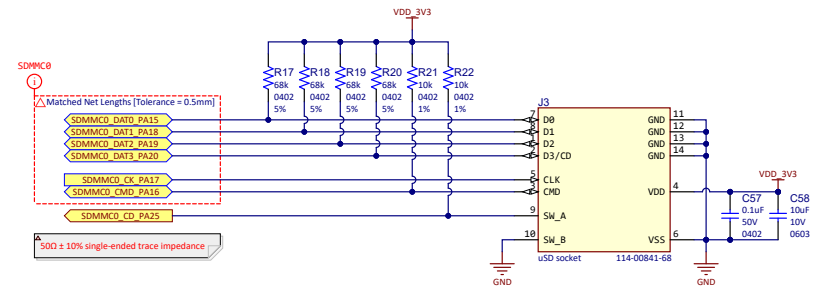 VDD_3V3
SDMMC0
i
R17 R18 R19 R20 R21 R22
68k 68k 68k 68k 10k 10k
0402 0402 0402 0402 0402 0402
5% 5% 5% 5% 1% 1%
Matched Net Lengths [Tolerance = 0.5mm]
J3
SDMMC0_DAT0_PA15 7 D0 GND 11
SDMMC0_DAT1_PA18 8 D1 GND 12
SDMMC0_DAT2_PA19 1 D2 GND 13
SDMMC0_DAT3_PA20 2 D3/CD GND 14
SDMMC0_CK_PA17 5 CLK
SDMMC0_CMD_PA16 3 CMD VDD 4
VDD_3V3
C57 C58
0.1uF 10uF
50V 10V
0402 0603
SDMMC0_CD_PA25 9 SW_A
10 SW_B VSS 6
50Ω ± 10% single-ended trace impedance
uSD socket 114-00841-68
GND GND